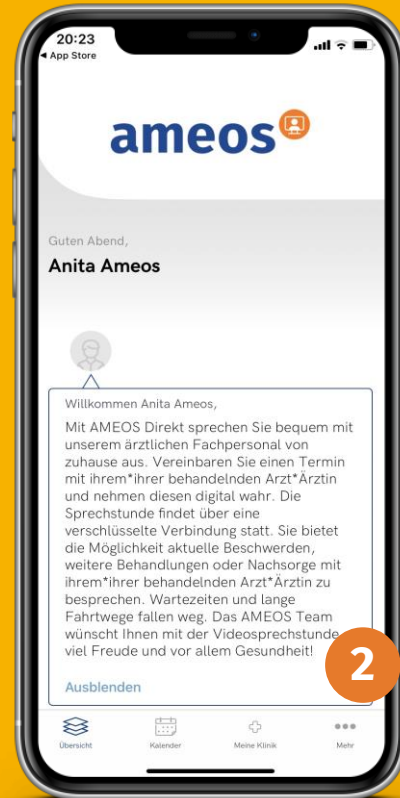 20:23
◀ App Store
ameos
Guten Abend,
Anita Ameos
Willkommen Anita Ameos,
Mit AMEOS Direkt sprechen Sie bequem mit
unserem ärztlichen Fachpersonal von
zuhause aus. Vereinbaren Sie einen Termin
mit ihrem*ihrer behandelnden Arzt*Ärztin
und nehmen diesen digital wahr. Die
Sprechstunde findet über eine
verschlüsselte Verbindung statt. Sie bietet
die Möglichkeit aktuelle Beschwerden,
weitere Behandlungen oder Nachsorge mit
ihrem*ihrer behandelnden Arzt*Ärztin zu
besprechen. Wartezeiten und lange
Fahrtwege fallen weg. Das AMEOS Team
wünscht Ihnen mit der Videosprechstunde
viel Freude und vor allem Gesundheit!
2
Ausblenden
Übersicht
Kalender
Meine Klinik
Mehr